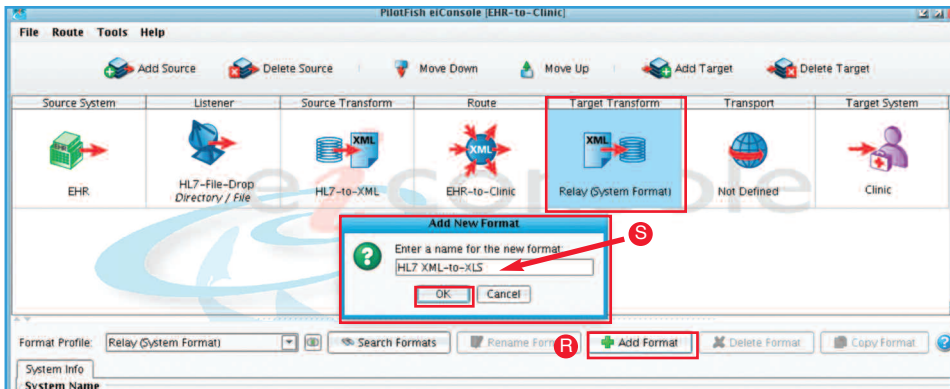 PilotFish eiConsole [EHR-to-Clinic]
File Route Tools Help
Add Source Delete Source Move Down Move Up Add Target Delete Target
Source System Listener Source Transform Route Target Transform Transport Target System
XML XML XML
EHR HL7-File-Drop HL7-to-XML EHR-to-Clinic Relay (System Format) Not Defined Clinic
Directory / File
eiconsole
Add New Format
S
Enter a name for the new format:
HL7 XML-to-XLS
OK Cancel
Format Profile: Relay (System Format) Search Formats Rename Form R Add Format Delete Format Copy Format
System Info
System Name